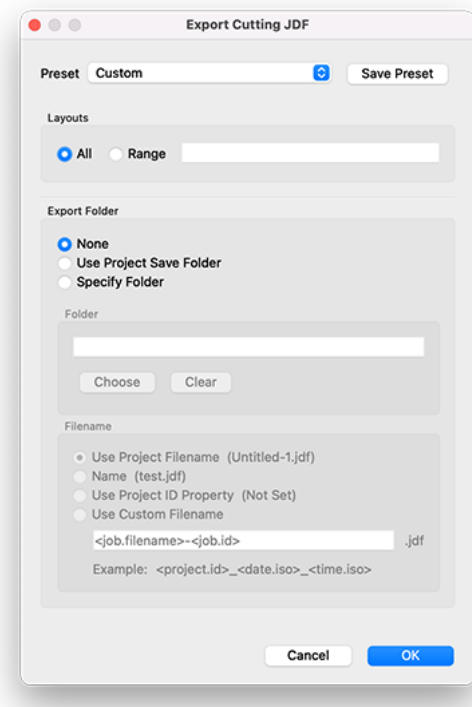 Export Cutting JDF
Preset Custom Save Preset
Layouts
All Range
Export Folder
None
Use Project Save Folder
Specify Folder
Folder
Choose Clear
Filename
Use Project Filename (Untitled-1.jdf)
Name (test.jdf)
Use Project ID Property (Not Set)
Use Custom Filename
<job.filename>-<job.id> .jdf
Example: <project.id>_<date.iso>_<time.iso>
Cancel OK